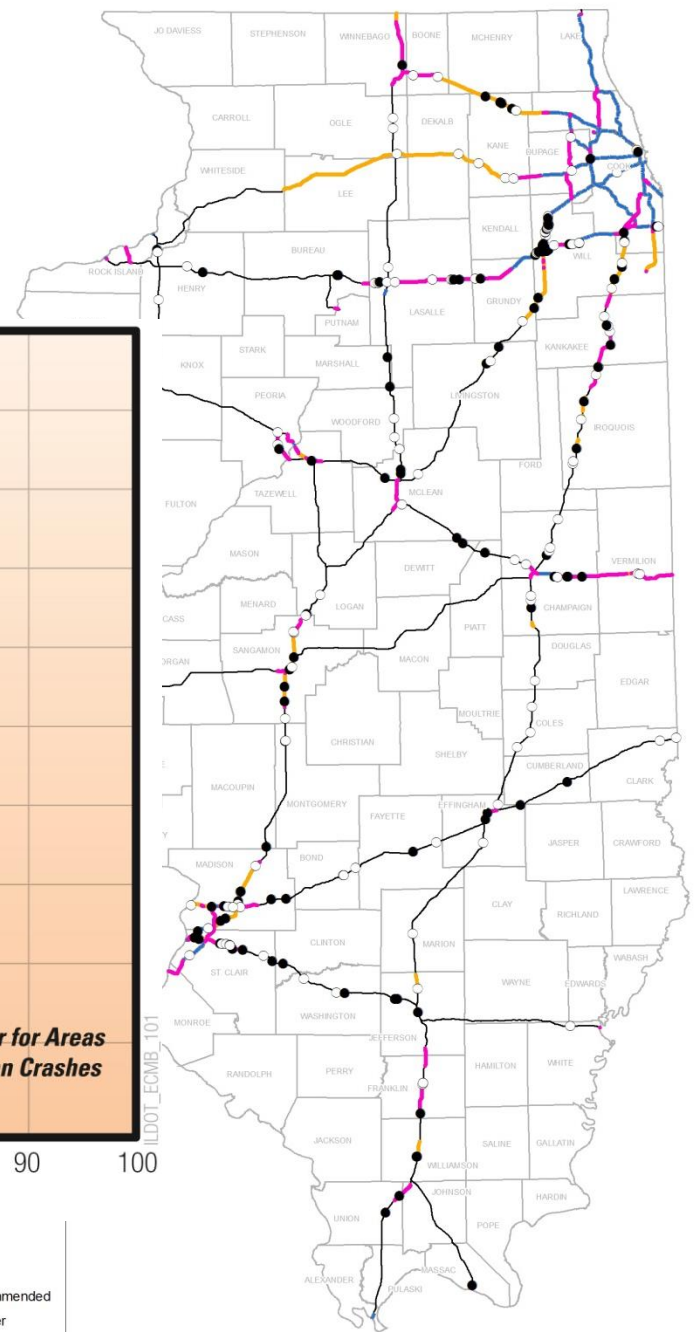 JO DAVIESS
STEPHENSON
WINNEBAGO
BOONE
MCHENRY
LAKE
CARROLL
OGLE
DEKALB
KANE
DUPAGE
COOK
WHITESIDE
LEE
KENDALL
WILL
ROCK ISLAND
HENRY
BUREAU
LASALLE
GRUNDY
PUTNAM
KANKAKEE
KNOX
STARK
MARSHALL
PEORIA
WOODFORD
LIVINGSTON
IROQUOIS
FORD
FULTON
TAZEWELL
MCLEAN
MASON
DEWITT
VERMILION
MENARD
LOGAN
CASS
PIATT
CHAMPAIGN
SANGAMON
MACON
DOUGLAS
ORGAN
EDGAR
CHRISTIAN
MOULTRIE
COLES
SHELBY
CUMBERLAND
CLARK
MACOUPIN
MONTGOMERY
FAYETTE
EFFINGHAM
JASPER
CRAWFORD
MADISON
BOND
CLAY
RICHLAND
LAWRENCE
CLINTON
MARION
WABASH
ST. CLAIR
WAYNE
EDWARDS
MONROE
WASHINGTON
JEFFERSON
r for Areas
n Crashes
ILDOT_ECMB_101
RANDOLPH
PERRY
HAMILTON
WHITE
FRANKLIN
JACKSON
SALINE
GALLATIN
90
100
WILLIAMSON
UNION
JOHNSON
POPE
HARDIN
ALEXANDER
PULASKI
MASSAC
mmended
er